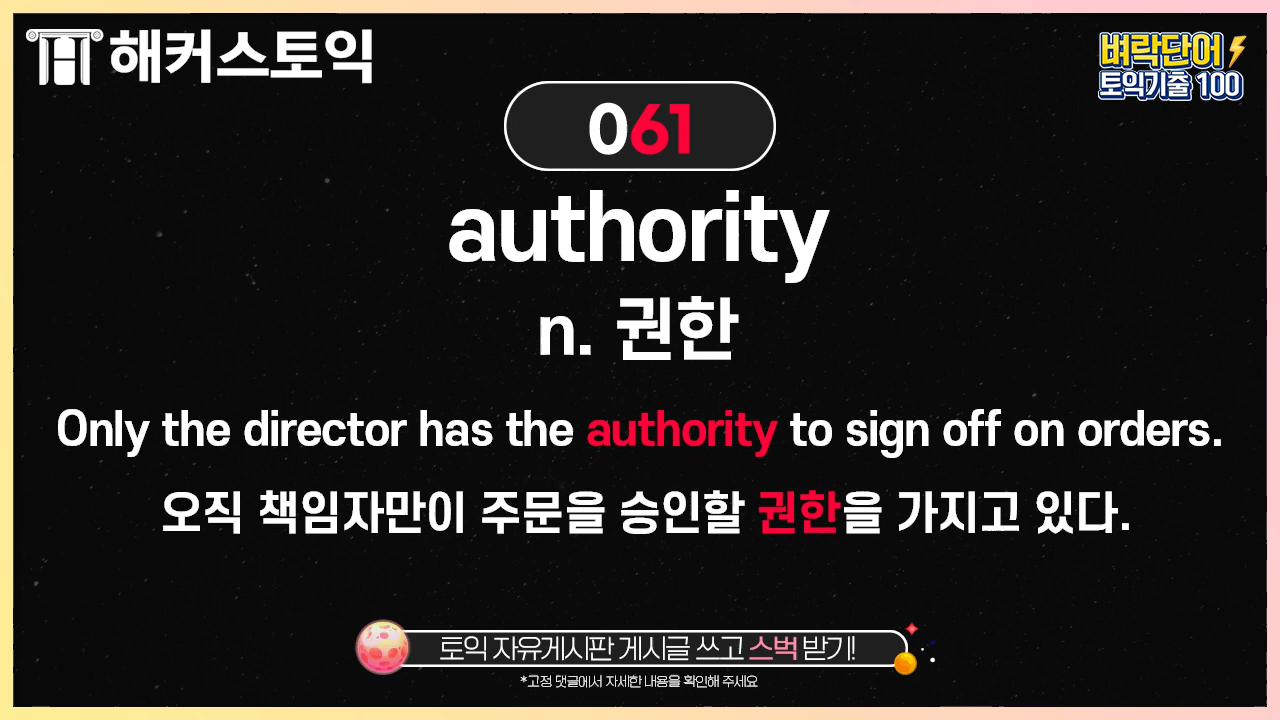 해커스토익
벼락단어
토익기출 100
061
authority
n. 권한
Only the director has the authority to sign off on orders.
오직 책임자만이 주문을 승인할 권한을 가지고 있다.
토익 자유게시판 게시글 쓰고 스벅 받기!
*고정 댓글에서 자세한 내용을 확인해 주세요